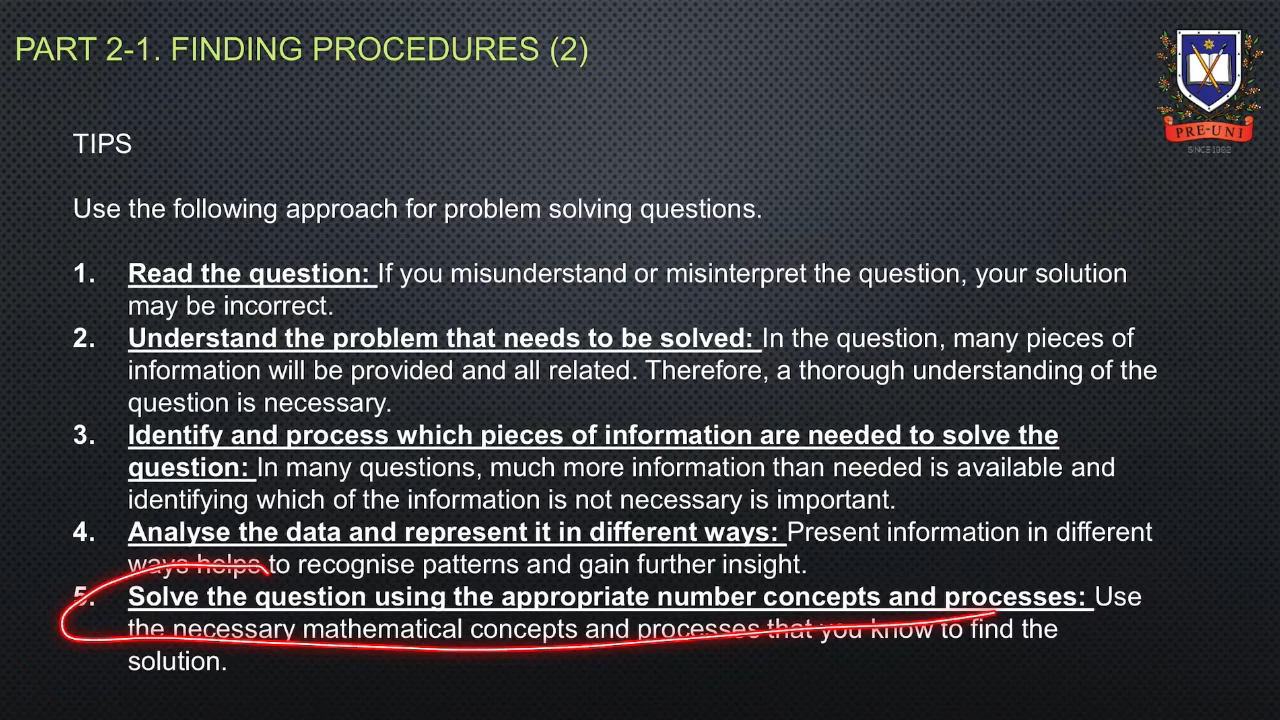 PART 2-1. FINDING PROCEDURES (2)
PRE-UNI
SINCE 1992
TIPS
Use the following approach for problem solving questions.
1. Read the question: If you misunderstand or misinterpret the question, your solution
may be incorrect.
2. Understand the problem that needs to be solved: In the question, many pieces of
information will be provided and all related. Therefore, a thorough understanding of the
question is necessary.
3. Identify and process which pieces of information are needed to solve the
question: In many questions, much more information than needed is available and
identifying which of the information is not necessary is important.
4. Analyse the data and represent it in different ways: Present information in different
ways helps to recognise patterns and gain further insight.
5. Solve the question using the appropriate number concepts and processes: Use
the necessary mathematical concepts and processes that you know to find the
solution.